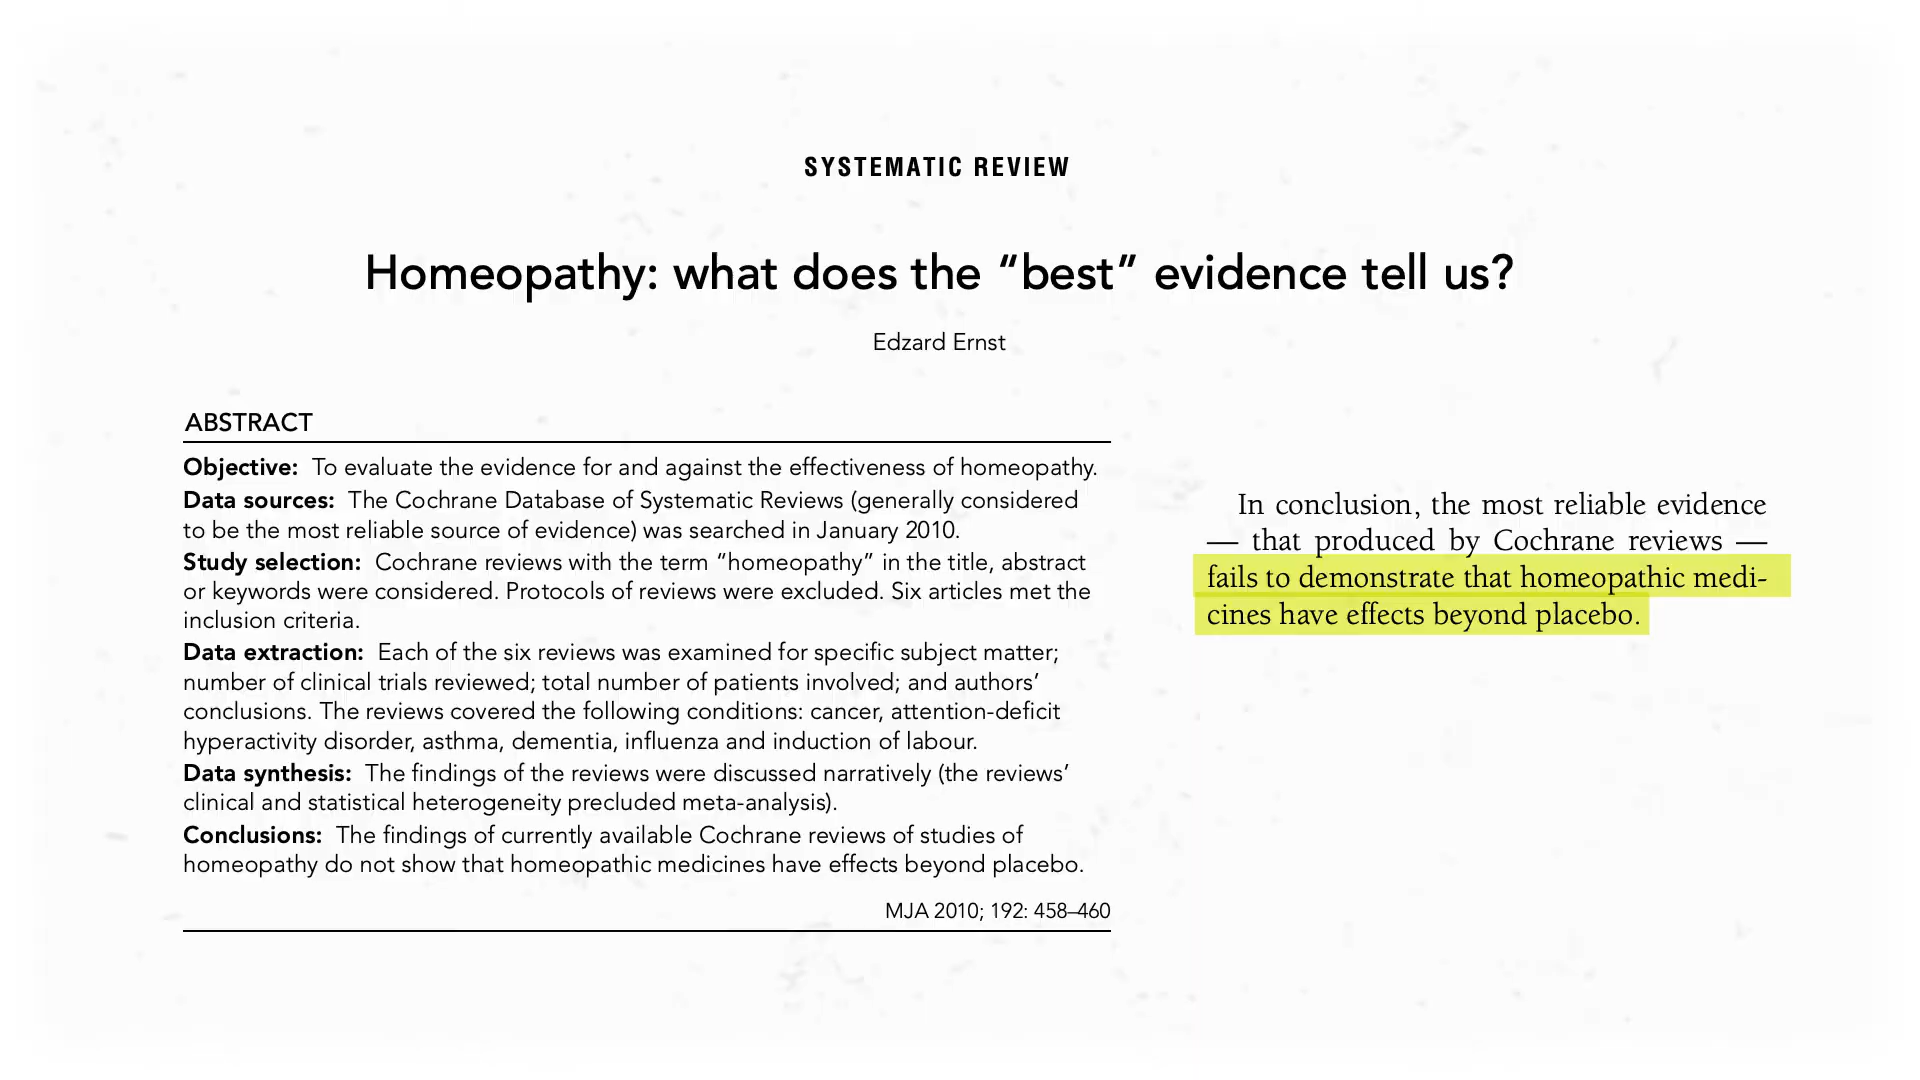 SYSTEMATIC REVIEW
Homeopathy: what does the “best” evidence tell us?
Edzard Ernst
ABSTRACT
Objective: To evaluate the evidence for and against the effectiveness of homeopathy.
Data sources: The Cochrane Database of Systematic Reviews (generally considered
to be the most reliable source of evidence) was searched in January 2010.
Study selection: Cochrane reviews with the term “homeopathy” in the title, abstract
or keywords were considered. Protocols of reviews were excluded. Six articles met the
inclusion criteria.
Data extraction: Each of the six reviews was examined for specific subject matter;
number of clinical trials reviewed; total number of patients involved; and authors’
conclusions. The reviews covered the following conditions: cancer, attention-deficit
hyperactivity disorder, asthma, dementia, influenza and induction of labour.
Data synthesis: The findings of the reviews were discussed narratively (the reviews’
clinical and statistical heterogeneity precluded meta-analysis).
Conclusions: The findings of currently available Cochrane reviews of studies of
homeopathy do not show that homeopathic medicines have effects beyond placebo.
MJA 2010; 192: 458–460
In conclusion, the most reliable evidence
— that produced by Cochrane reviews —
fails to demonstrate that homeopathic medi-
cines have effects beyond placebo.